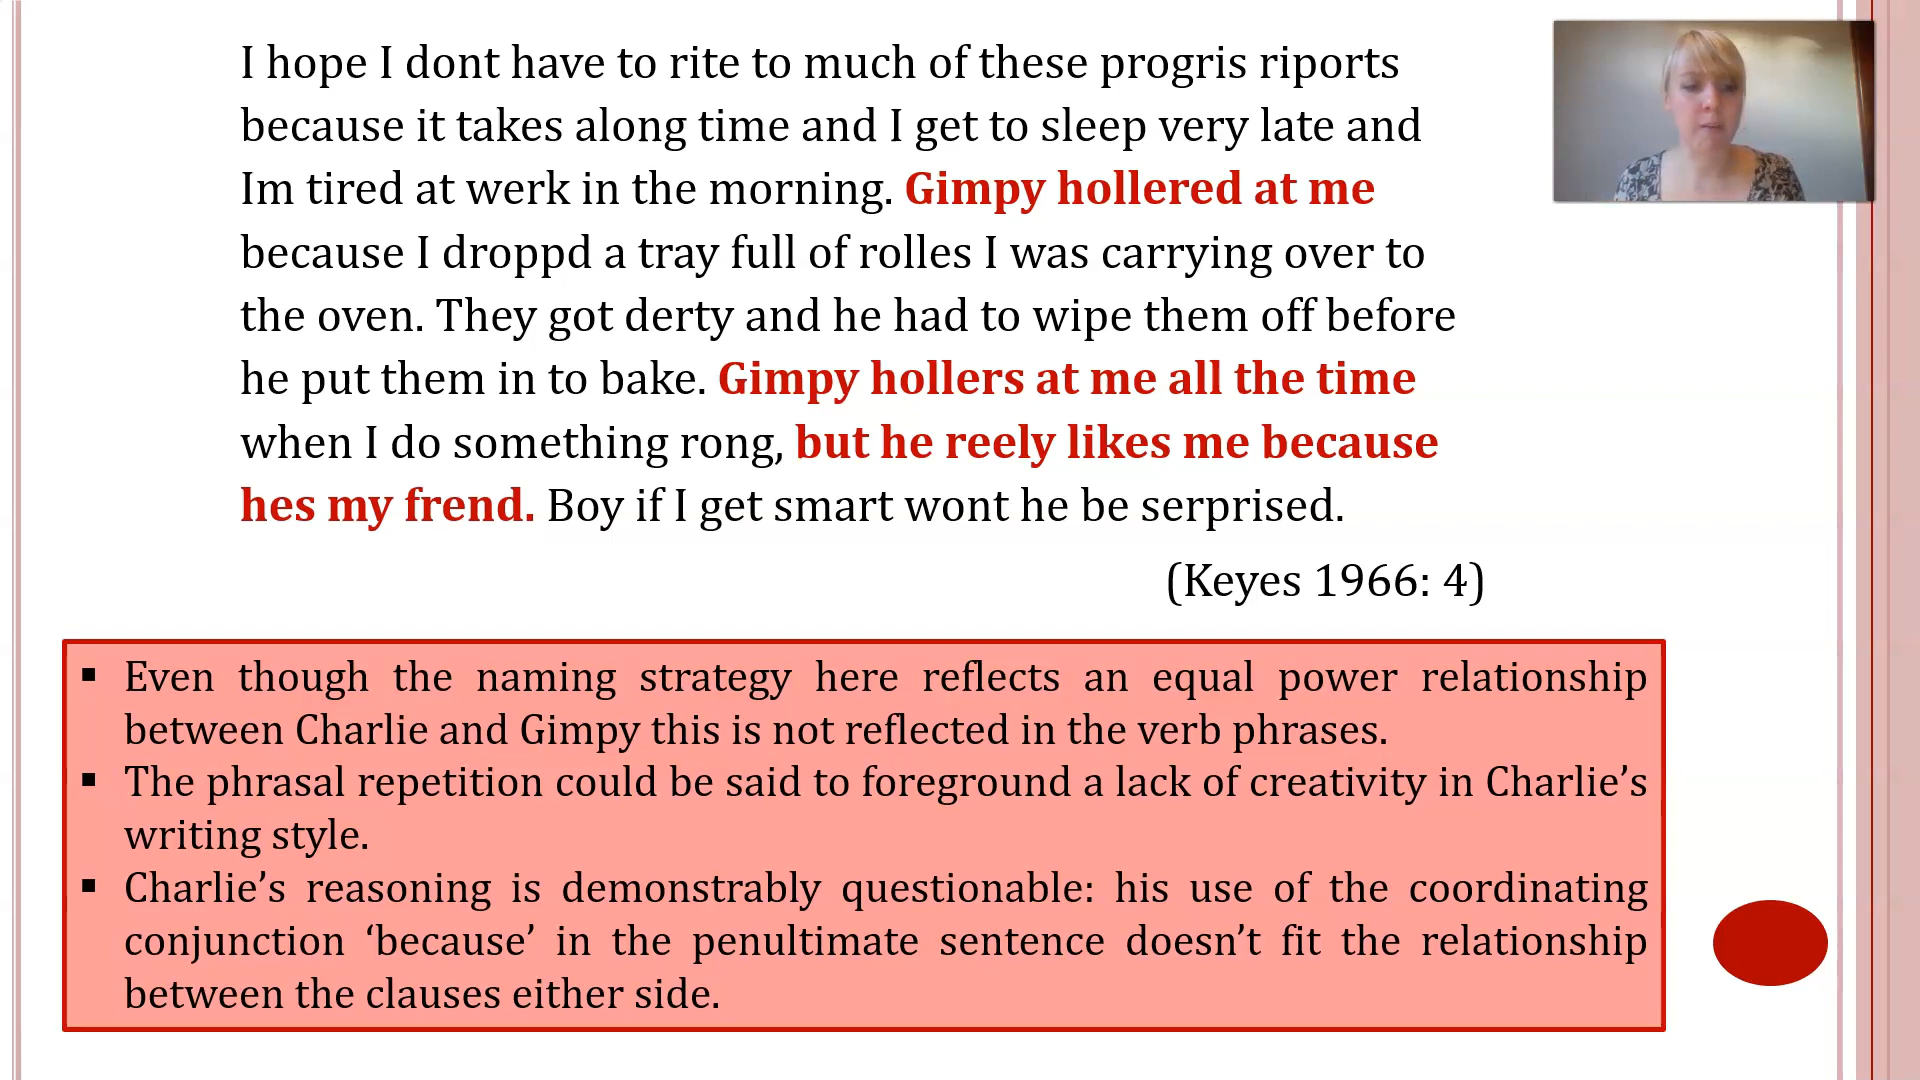 I hope I dont have to rite to much of these progris riports
because it takes along time and I get to sleep very late and
Im tired at werk in the morning. Gimpy hollered at me
because I droppd a tray full of rolles I was carrying over to
the oven. They got derty and he had to wipe them off before
he put them in to bake. Gimpy hollers at me all the time
when I do something rong, but he reely likes me because
hes my frend. Boy if I get smart wont he be serprised.
(Keyes 1966: 4)
▪ Even though the naming strategy here reflects an equal power relationship
between Charlie and Gimpy this is not reflected in the verb phrases.
▪ The phrasal repetition could be said to foreground a lack of creativity in Charlie’s
writing style.
▪ Charlie’s reasoning is demonstrably questionable: his use of the coordinating
conjunction ‘because’ in the penultimate sentence doesn’t fit the relationship
between the clauses either side.